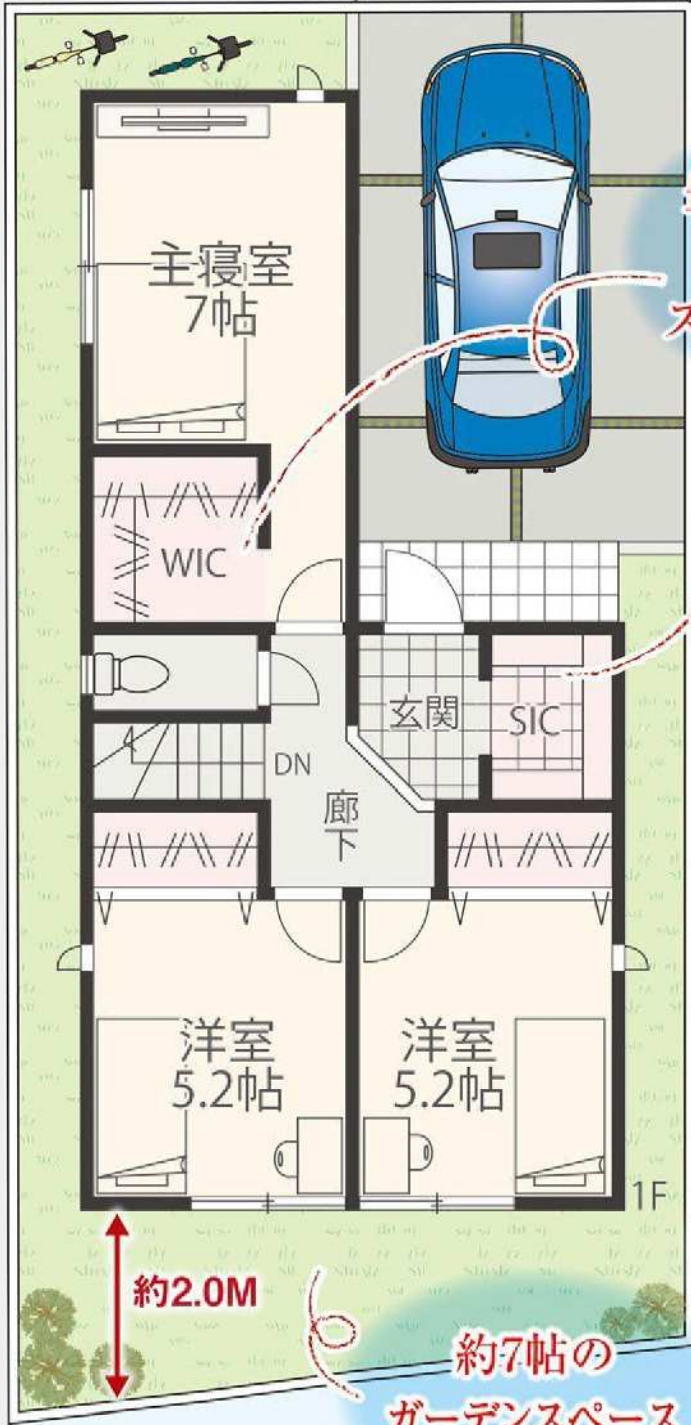 主寝室
7帖
ス
WIC
玄関
SIC
DN
廊下
洋室
5.2帖
洋室
5.2帖
1F
約2.0M
約7帖の
ガーデンスペース